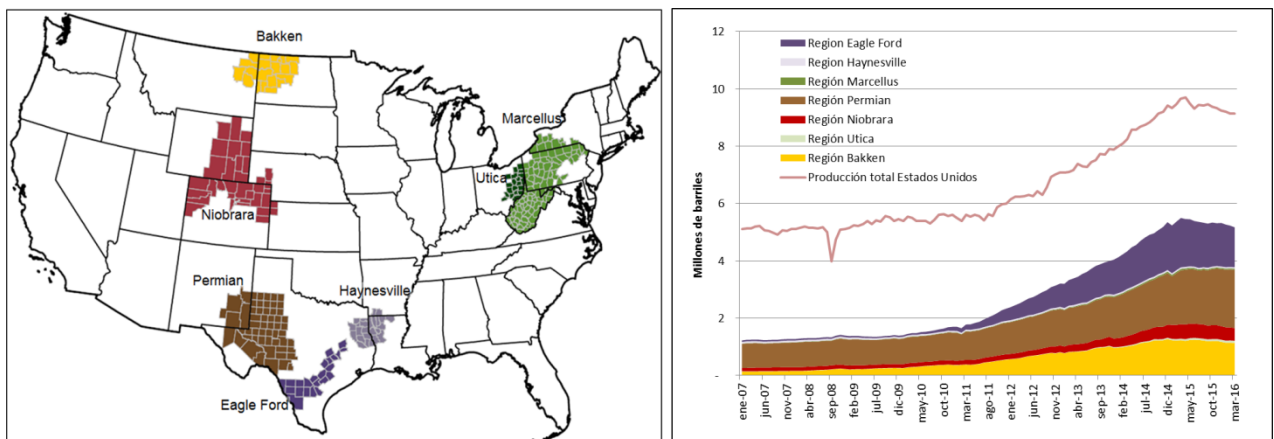 Bakken
Marcellus
Utica
Niobrara
Permian
Haynesville
Eagle Ford
12
10
8
6
4
2
-
Millones de barriles
Region Eagle Ford
Region Haynesville
Región Marcellus
Región Permian
Región Niobrara
Región Utica
Región Bakken
Producción total Estados Unidos
ene-07
jun-07
nov-07
abr-08
sep-08
feb-09
jul-09
dic-09
may-10
oct-10
mar-11
ago-11
ene-12
jun-12
nov-12
abr-13
sep-13
feb-14
jul-14
dic-14
may-15
oct-15
mar-16